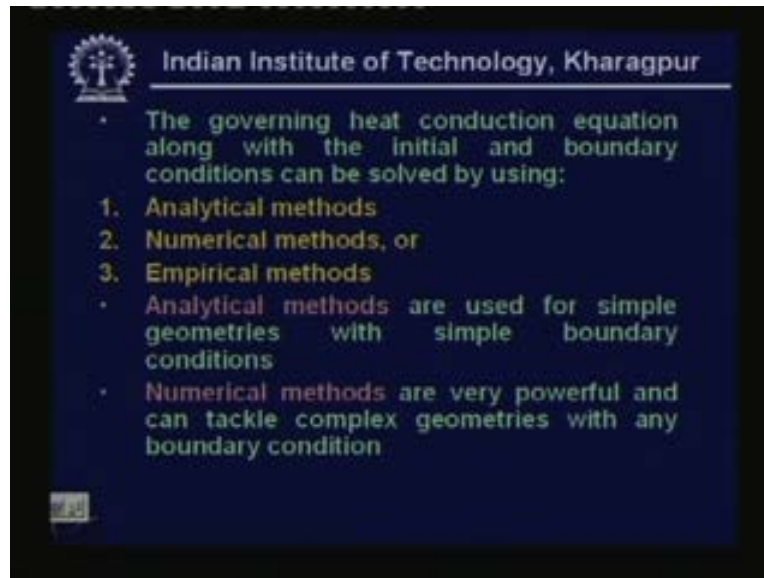 Indian Institute of Technology, Kharagpur
· The governing heat conduction equation
along with the initial and boundary
conditions can be solved by using:
1. Analytical methods
2. Numerical methods, or
3. Empirical methods
· Analytical methods are used for simple
geometries with simple boundary
conditions
· Numerical methods are very powerful and
can tackle complex geometries with any
boundary condition